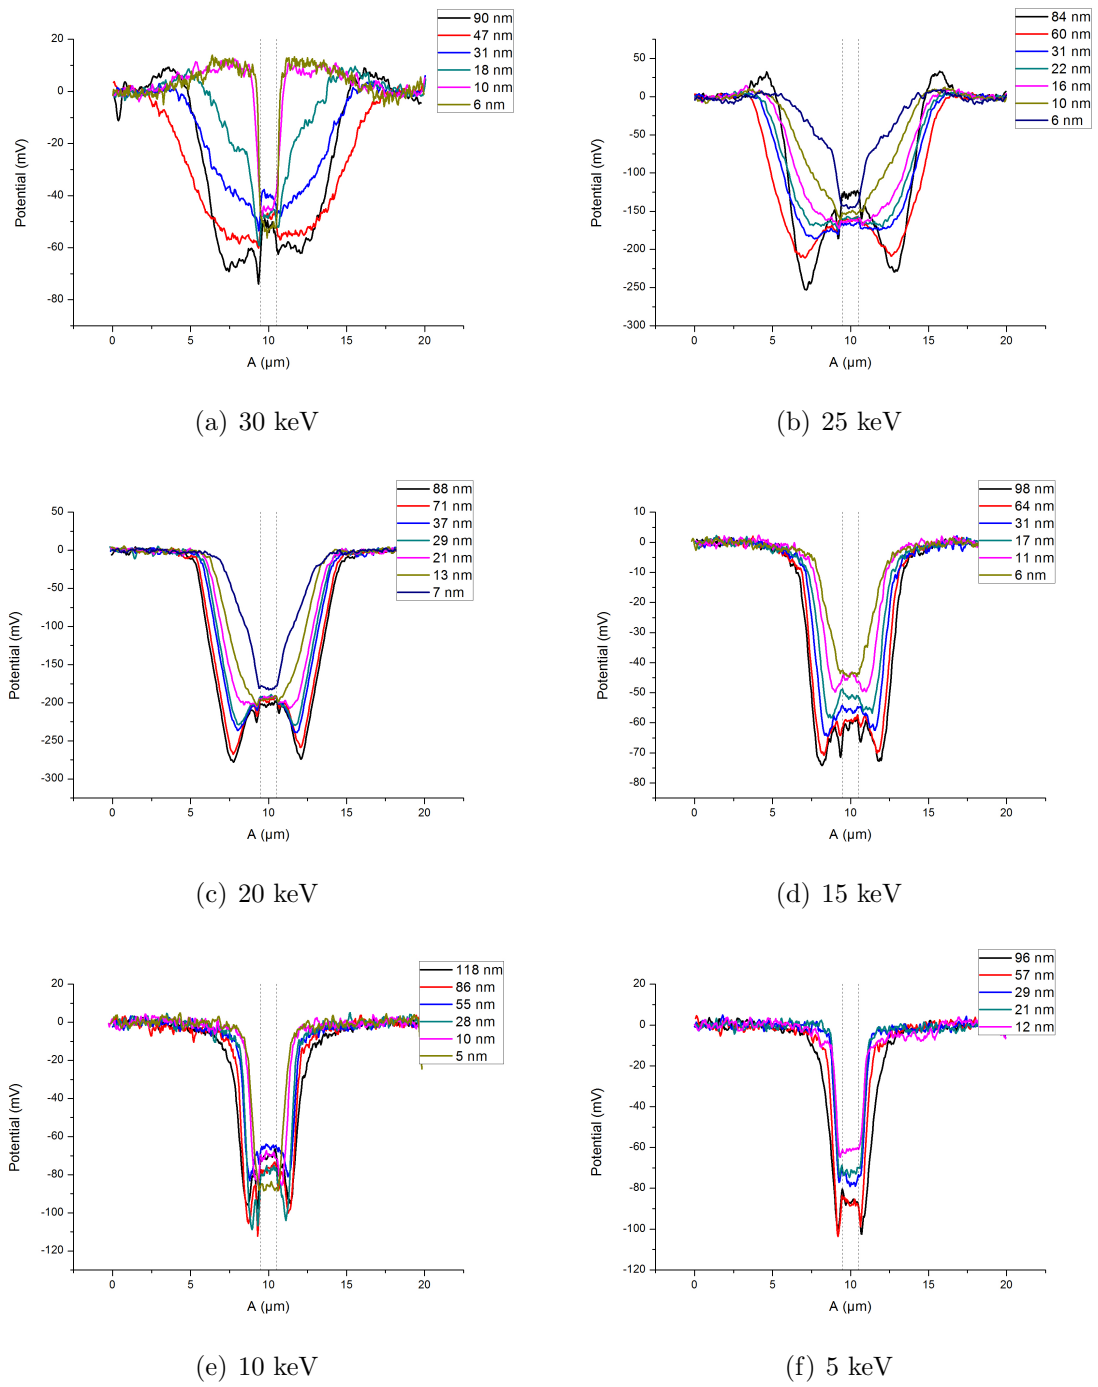 90 nm
47 nm
31 nm
18 nm
10 nm
6 nm
20
0
-20
-40
-60
-80
0 5 10 15 20
Potential (mV)
A (µm)
(a) 30 keV
84 nm
60 nm
31 nm
22 nm
16 nm
10 nm
6 nm
50
0
-50
-100
-150
-200
-250
-300
0 5 10 15 20
Potential (mV)
A (µm)
(b) 25 keV
88 nm
71 nm
37 nm
29 nm
21 nm
13 nm
7 nm
50
0
-50
-100
-150
-200
-250
-300
0 5 10 15 20
Potential (mV)
A (µm)
(c) 20 keV
98 nm
64 nm
31 nm
17 nm
11 nm
6 nm
10
0
-10
-20
-30
-40
-50
-60
-70
-80
0 5 10 15 20
Potential (mV)
A (µm)
(d) 15 keV
118 nm
86 nm
55 nm
28 nm
10 nm
5 nm
20
0
-20
-40
-60
-80
-100
-120
0 5 10 15 20
Potential (mV)
A (µm)
(e) 10 keV
96 nm
57 nm
29 nm
21 nm
12 nm
20
0
-20
-40
-60
-80
-100
-120
0 5 10 15 20
Potential (mV)
A (µm)
(f) 5 keV